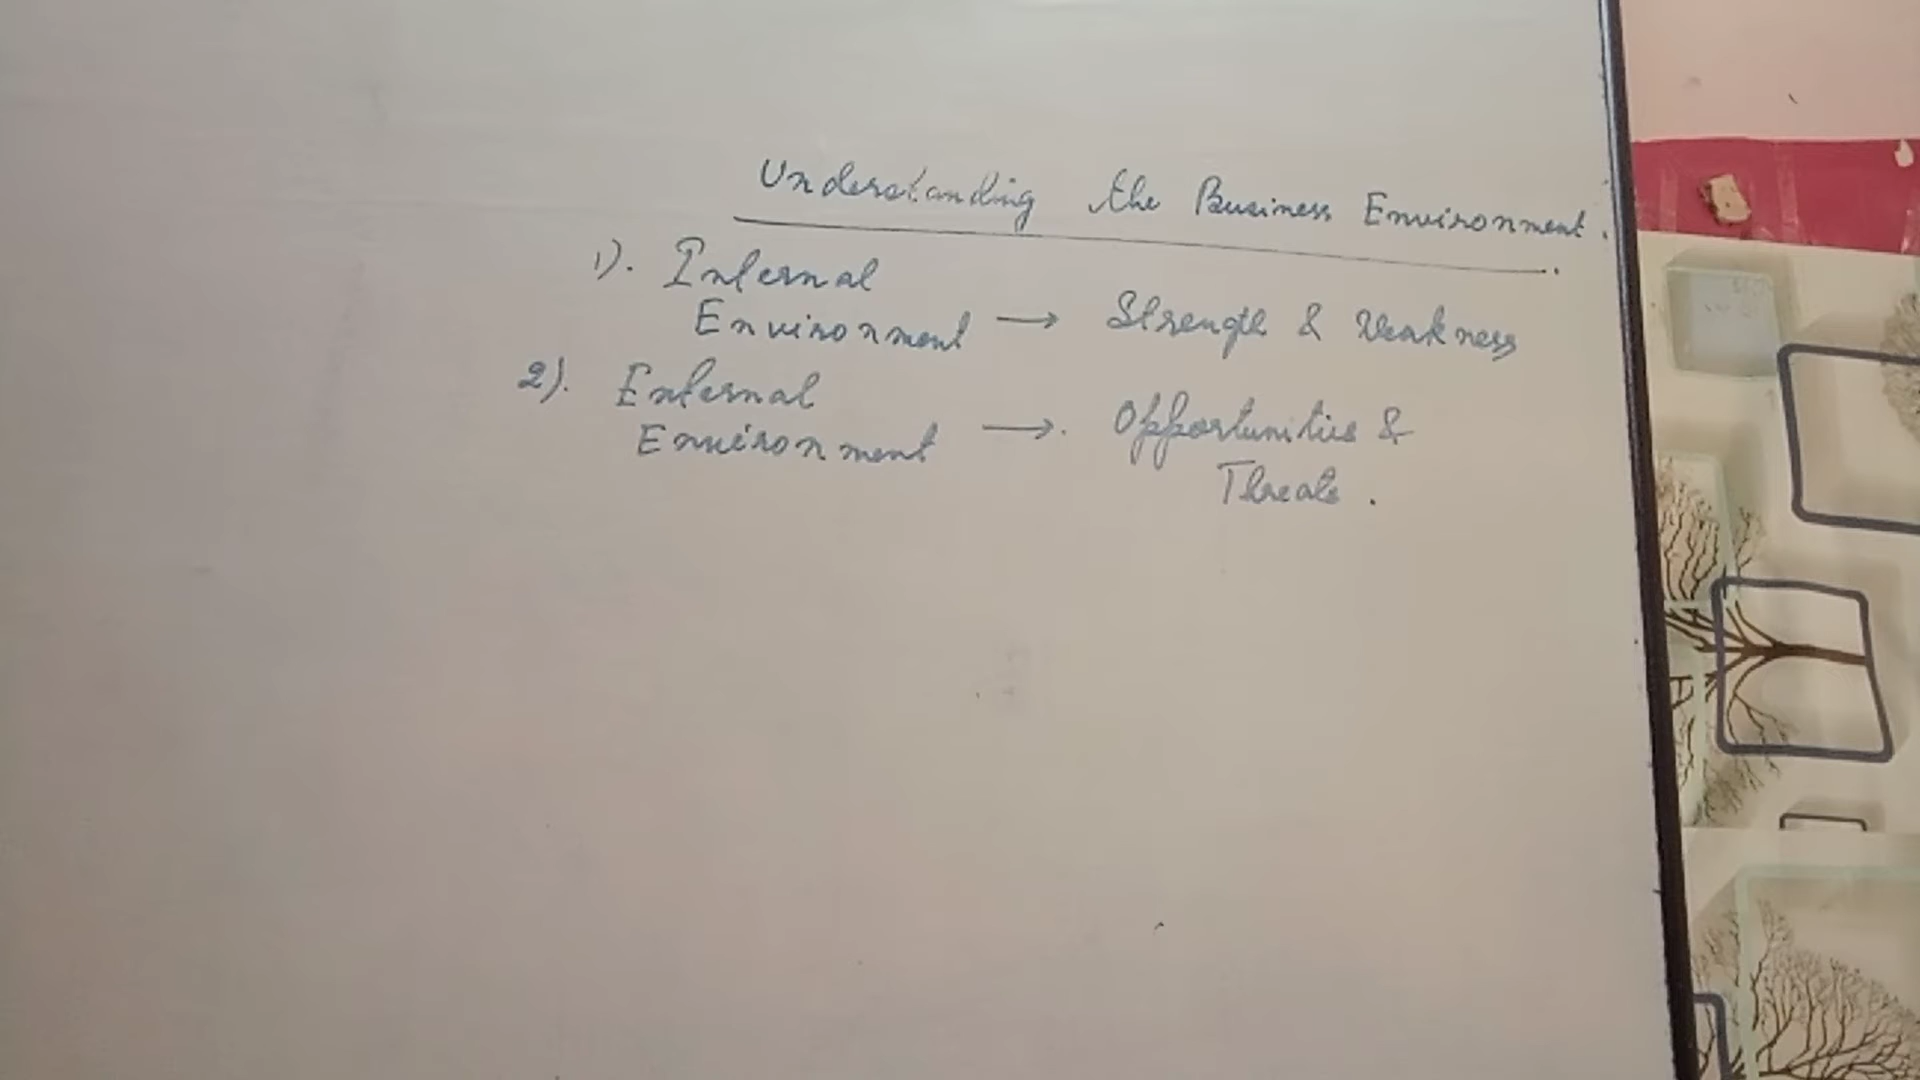 Understanding the Business Environment.
1). Internal
Environment → Strength & Weakness
2). External
Environment →. Opportunities &
Threats.